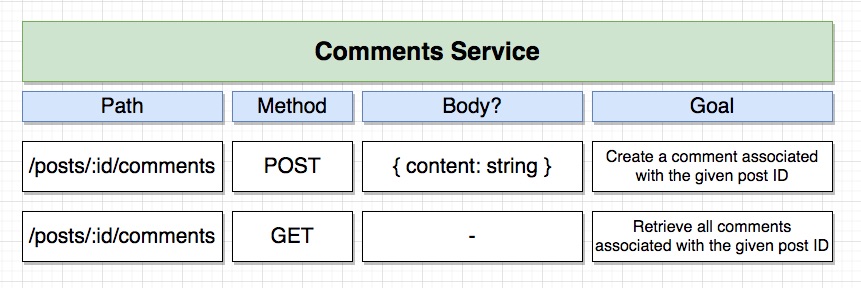 Comments Service
Path Method Body? Goal
/posts/:id/comments POST { content: string } Create a comment associated
with the given post ID
/posts/:id/comments GET - Retrieve all comments
associated with the given post ID